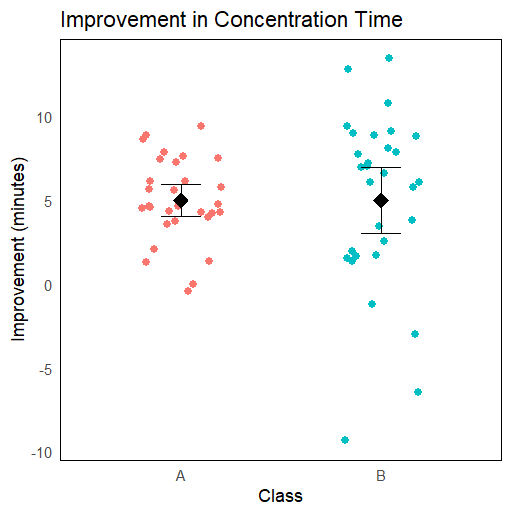 Improvement in Concentration Time
Improvement (minutes)
10
5
0
-5
-10
A B
Class